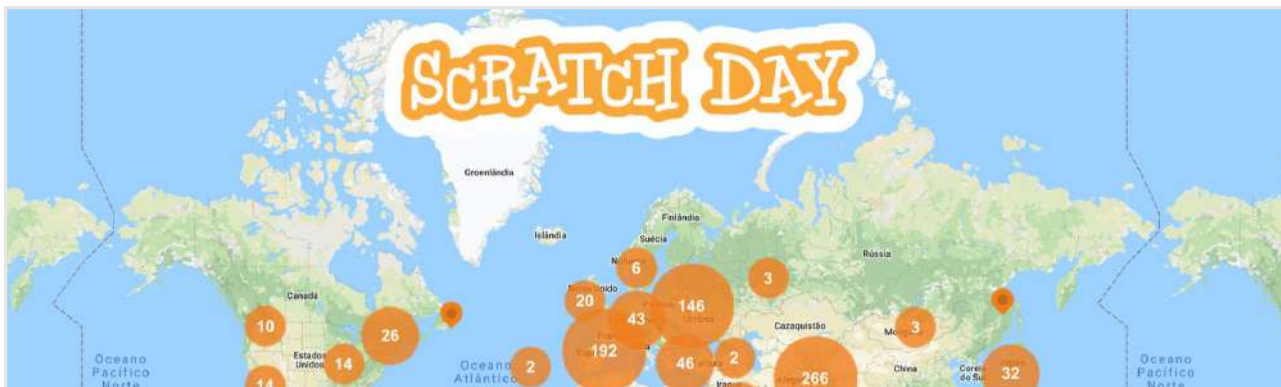 SCRATCH DAY
Groenlândia
Finlândia
Islândia
Suécia
Rússia
6
3
20
Canadá
146
43
Cazaquistão
3
10
26
192
2
Oceano
Pacífico
Norte
Estados
Unidos
14
Oceano
Atlântico
2
46
266
China
32
Oceano
Pacífico
Norte
14